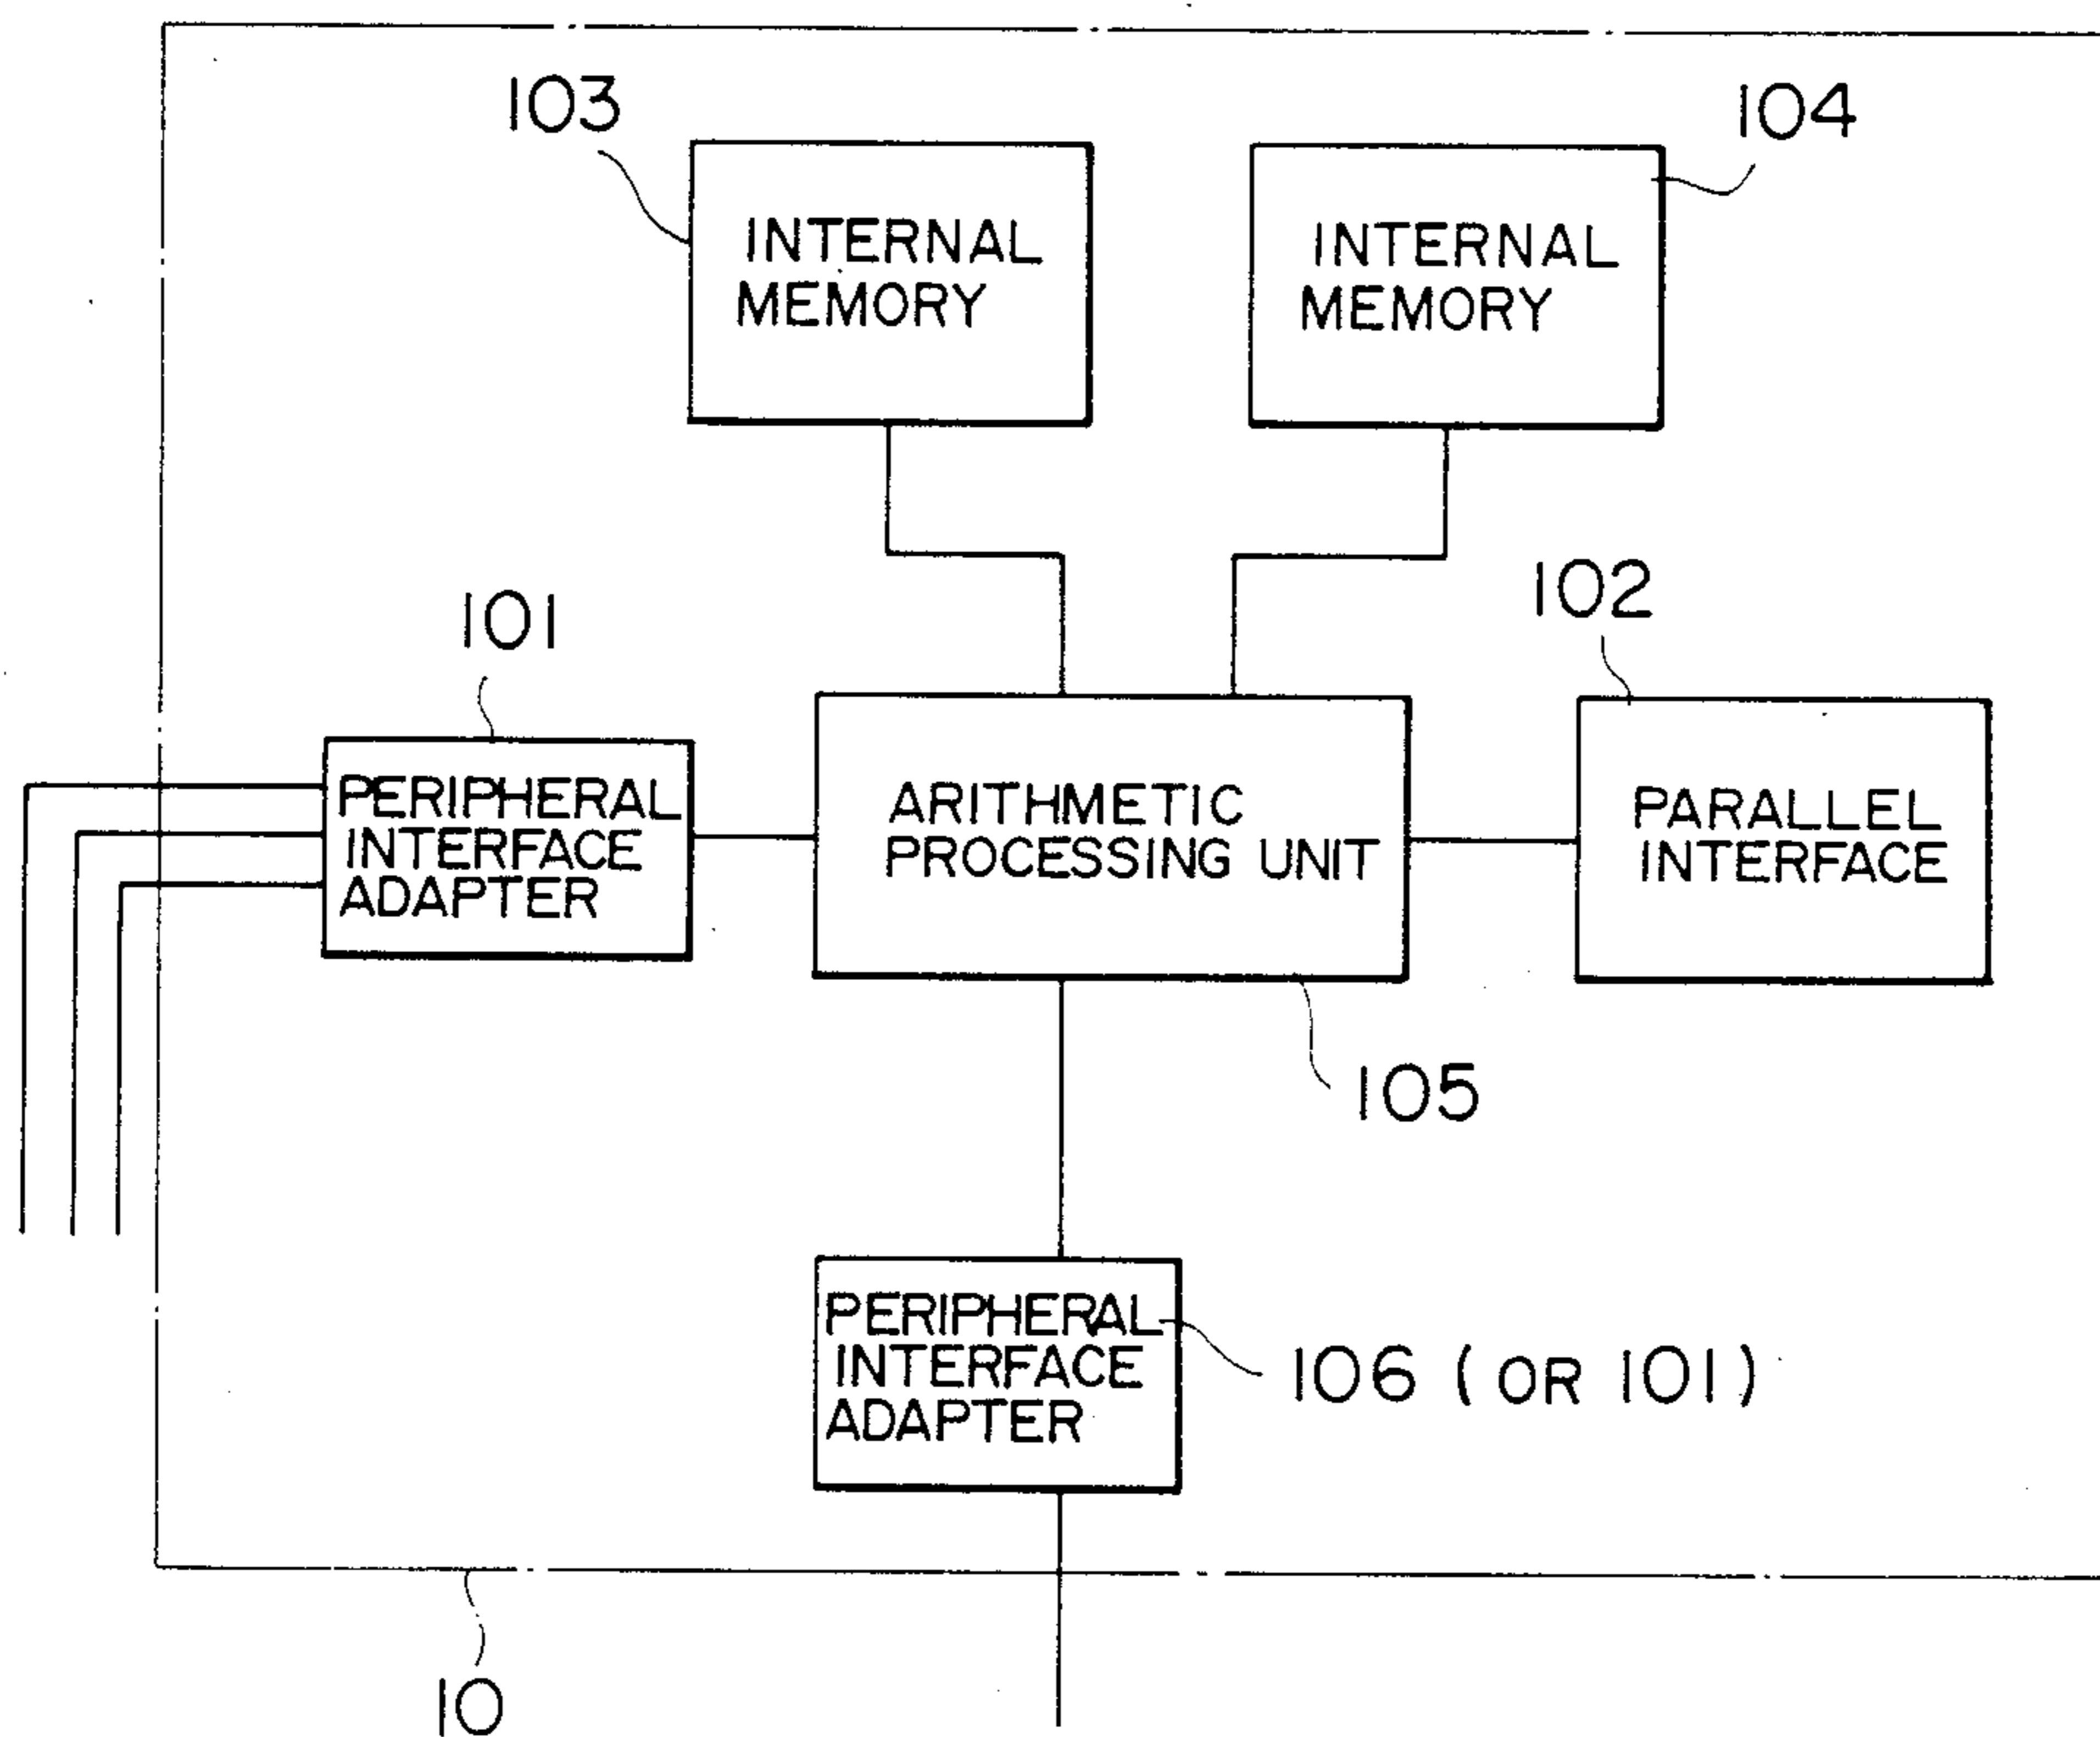 103
104
INTERNAL
MEMORY
INTERNAL
MEMORY
102
101
PERIPHERAL
INTERFACE
ADAPTER
ARITHMETIC
PROCESSING UNIT
PARALLEL
INTERFACE
105
PERIPHERAL
INTERFACE
ADAPTER
106 (OR 101)
10